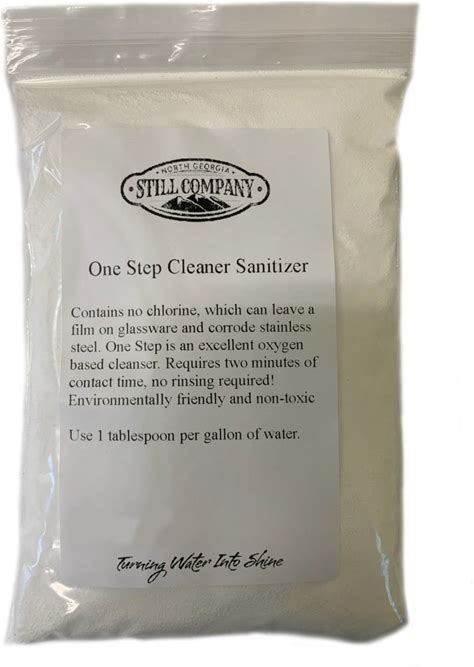 · NORTH GEORGIA ·
· STILL COMPANY ·
One Step Cleaner Sanitizer
Contains no chlorine, which can leave a
film on glassware and corrode stainless
steel. One Step is an excellent oxygen
based cleanser. Requires two minutes of
contact time, no rinsing required!
Environmentally friendly and non-toxic
Use 1 tablespoon per gallon of water.
Turning Water Into Shine